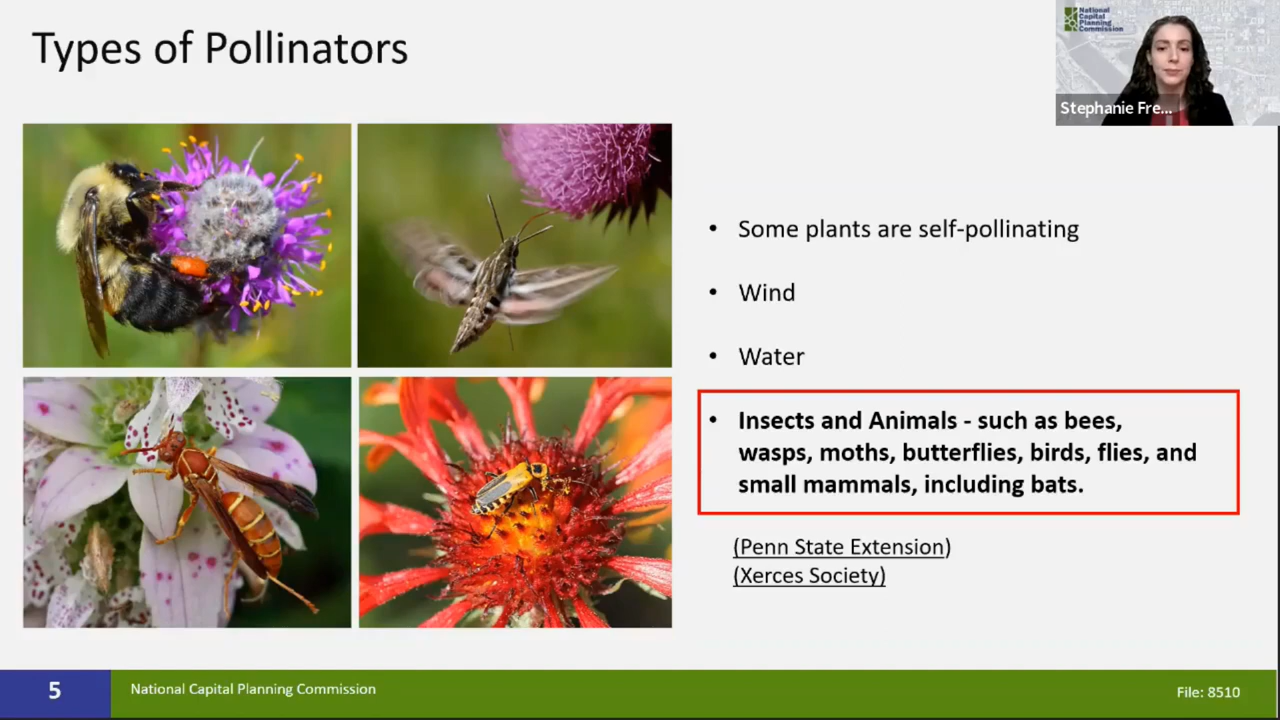 Types of Pollinators
National
Capital
Planning
Commission
Stephanie Fre...
• Some plants are self-pollinating
• Wind
• Water
• Insects and Animals - such as bees,
wasps, moths, butterflies, birds, flies, and
small mammals, including bats.
(Penn State Extension)
(Xerces Society)
5
National Capital Planning Commission
File: 8510